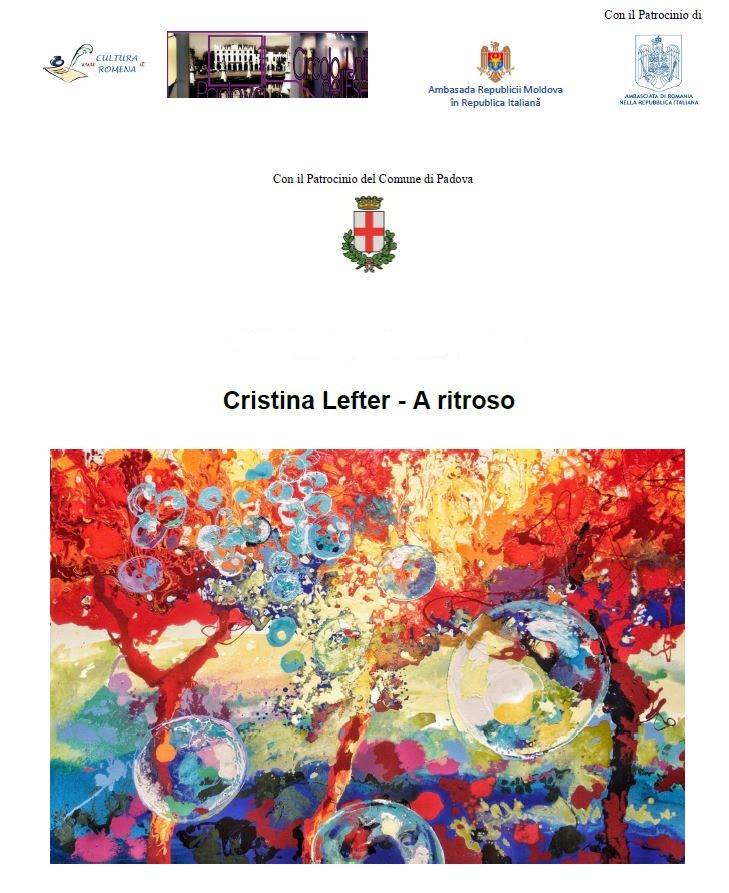 Con il Patrocinio di
www CULTURA
ROMENA .it
Ambasada Republicii Moldova
în Republica Italiană
AMBASCIATA DI ROMANIA
NELLA REPUBBLICA ITALIANA
Con il Patrocinio del Comune di Padova
Cristina Lefter - A ritroso